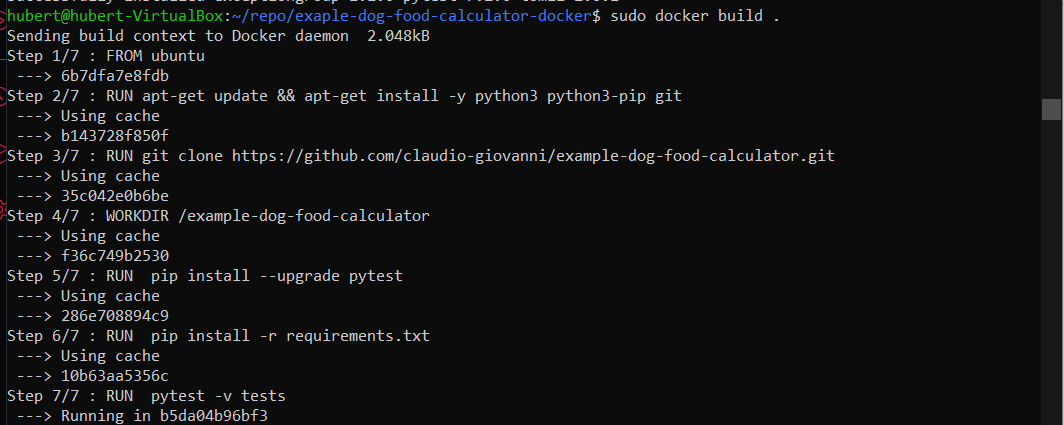 hubert@hubert-VirtualBox:~/repo/exaple-dog-food-calculator-docker$ sudo docker build .
Sending build context to Docker daemon  2.048kB
Step 1/7 : FROM ubuntu
 ---> 6b7dfa7e8fdb
Step 2/7 : RUN apt-get update && apt-get install -y python3 python3-pip git
 ---> Using cache
 ---> b143728f850f
Step 3/7 : RUN git clone https://github.com/claudio-giovanni/example-dog-food-calculator.git
 ---> Using cache
 ---> 35c042e0b6be
Step 4/7 : WORKDIR /example-dog-food-calculator
 ---> Using cache
 ---> f36c749b2530
Step 5/7 : RUN  pip install --upgrade pytest
 ---> Using cache
 ---> 286e708894c9
Step 6/7 : RUN  pip install -r requirements.txt
 ---> Using cache
 ---> 10b63aa5356c
Step 7/7 : RUN  pytest -v tests
 ---> Running in b5da04b96bf3